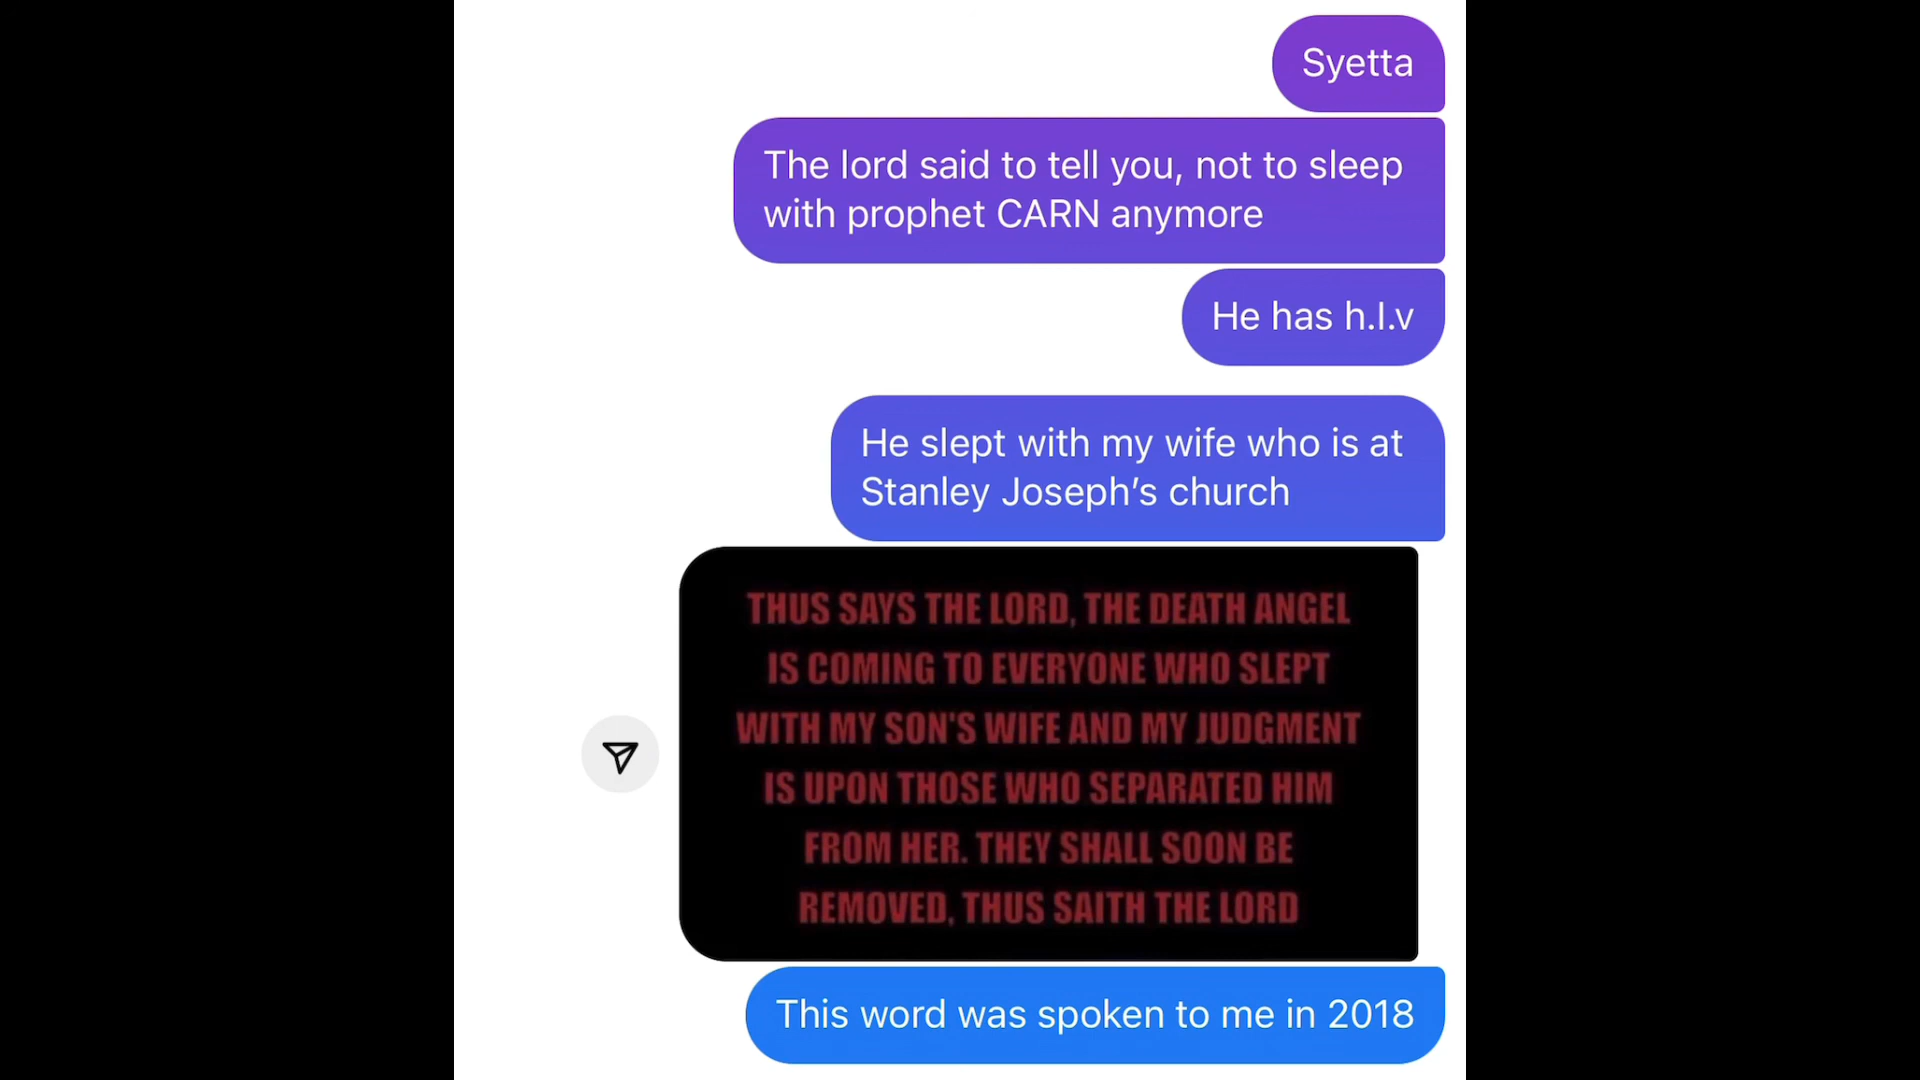 Syetta
The lord said to tell you, not to sleep
with prophet CARN anymore
He has h.I.v
He slept with my wife who is at
Stanley Joseph’s church
THUS SAYS THE LORD, THE DEATH ANGEL
IS COMING TO EVERYONE WHO SLEPT
WITH MY SON'S WIFE AND MY JUDGMENT
IS UPON THOSE WHO SEPARATED HIM
FROM HER. THEY SHALL SOON BE
REMOVED, THUS SAITH THE LORD
This word was spoken to me in 2018